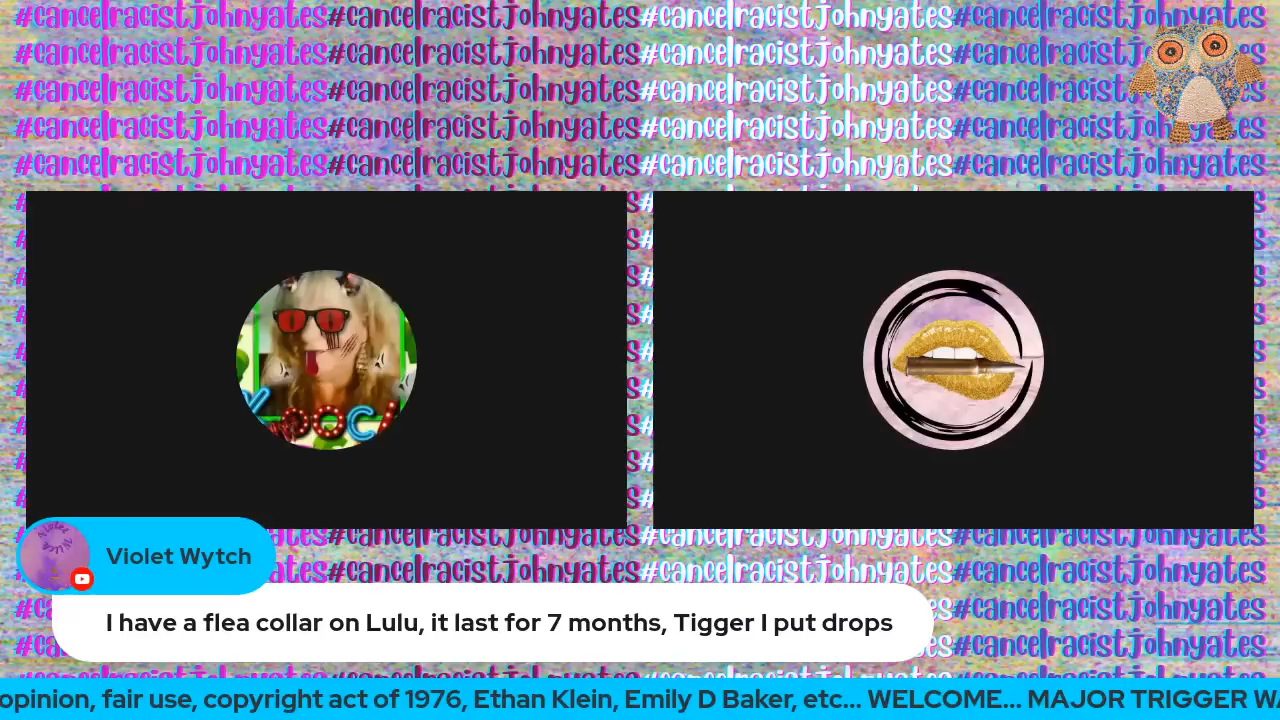 #cancelracistjohnyates#cancelracistjohnyates#cancelracistjohnyates#cancelracistjohnyates
#cancelracistjohnyates#cancelracistjohnyates#cancelracistjohnyates#cancelracistjohnyates
#cancelracistjohnyates#cancelracistjohnyates#cancelracistjohnyates#cancelracistjohnyates
#cancelracistjohnyates#cancelracistjohnyates#cancelracistjohnyates#cancelracistjohnyates
#cancelracistjohnyates#cancelracistjohnyates#cancelracistjohnyates#cancelracistjohnyates
Violet Wytch
I have a flea collar on Lulu, it last for 7 months, Tigger I put drops
opinion, fair use, copyright act of 1976, Ethan Klein, Emily D Baker, etc... WELCOME... MAJOR TRIGGER WA